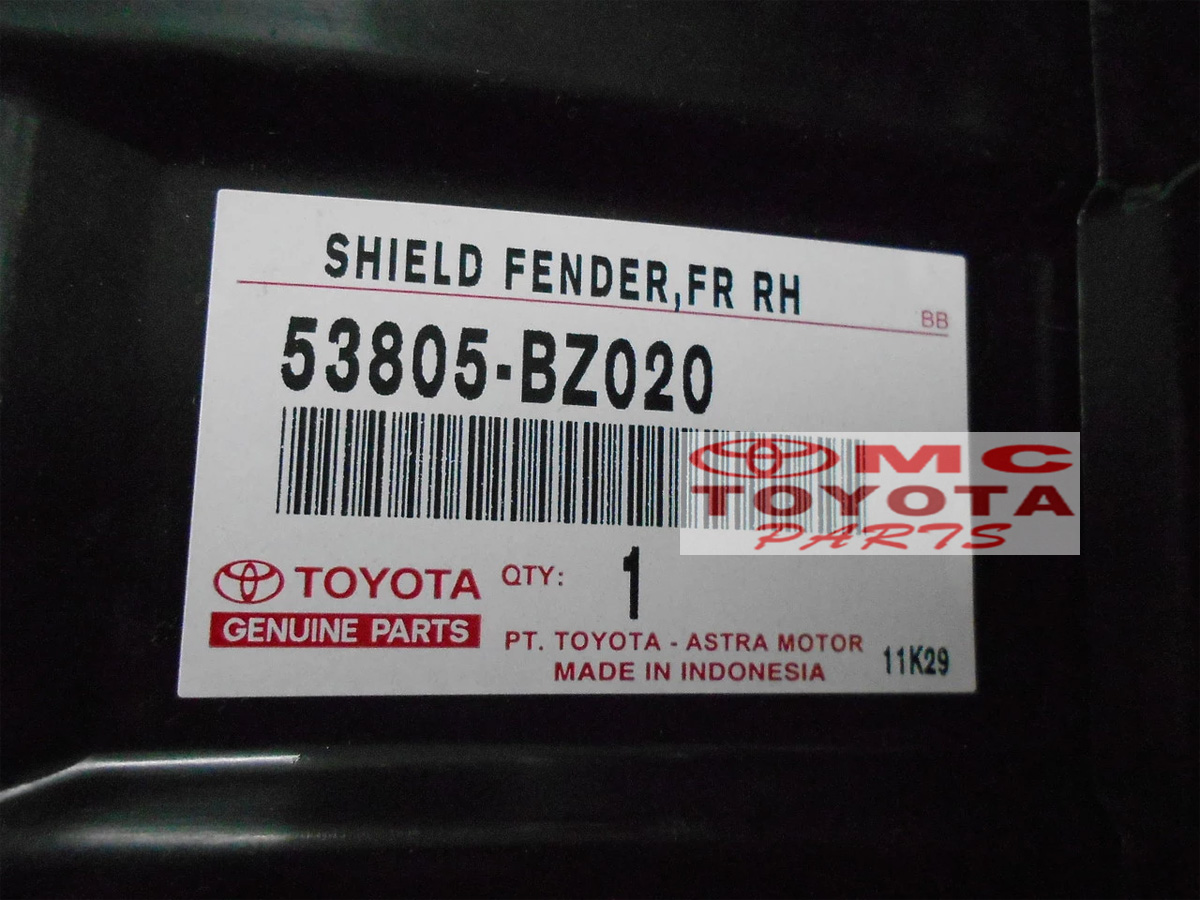 SHIELD FENDER,FR RH
BB
53805-BZ020
MC
TOYOTA
PARTS
TOYOTA
GENUINE PARTS
QTY: 1
PT. TOYOTA - ASTRA MOTOR
MADE IN INDONESIA
11K29